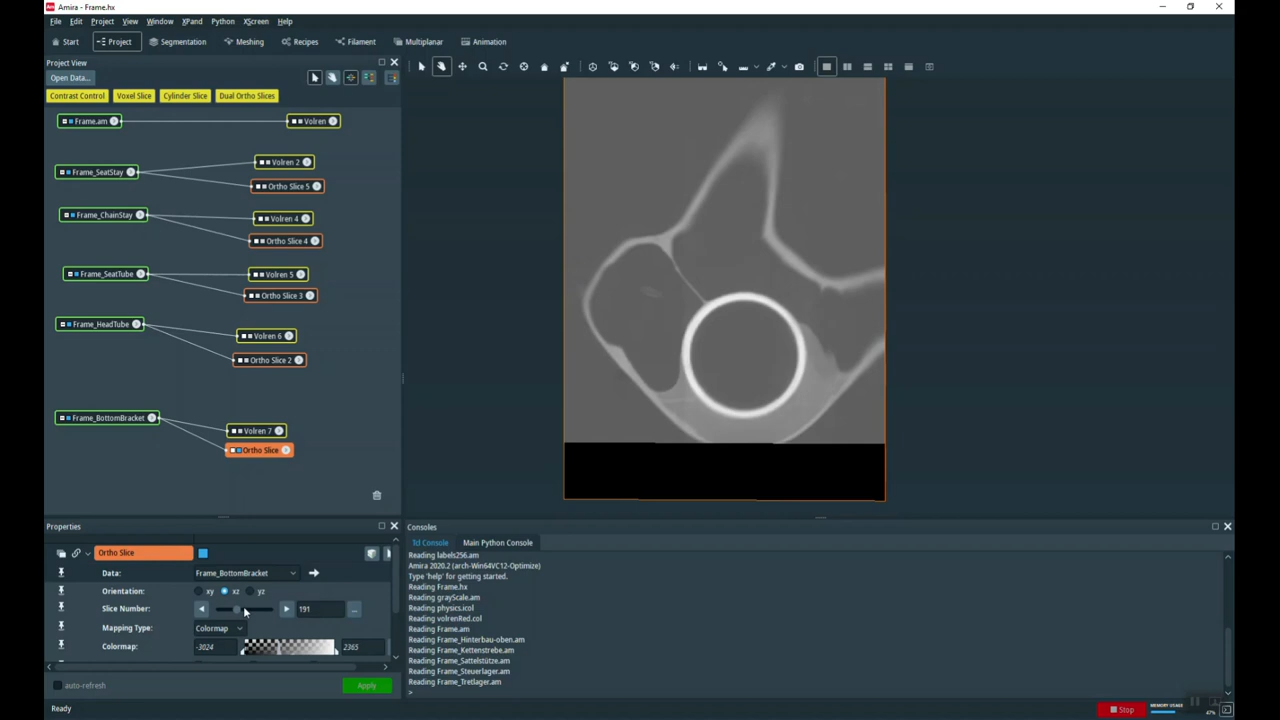 Am Amira - Frame.hx
File Edit Project View Window XPand Python XScreen Help
Start Project Segmentation Meshing Recipes Filament Multiplanar Animation
Project View
Open Data...
Contrast Control Voxel Slice Cylinder Slice Dual Ortho Slices
Frame.am Volren
Volren 2
Frame_SeatStay
Ortho Slice 5
Frame_ChainStay Volren 4
Ortho Slice 4
Frame_SeatTube Volren 5
Ortho Slice 3
Frame_HeadTube
Volren 6
Ortho Slice 2
Frame_BottomBracket
Volren 7
Ortho Slice
Properties
Ortho Slice
Data: Frame_BottomBracket
Orientation: xy xz yz
Slice Number: 191 ...
Mapping Type: Colormap
Colormap: -3024 2365
auto-refresh Apply
Ready
Consoles
Tcl Console Main Python Console
Reading labels256.am
Amira 2020.2 (arch-Win64VC12-Optimize)
Type 'help' for getting started.
Reading Frame.hx
Reading grayScale.am
Reading physics.icol
Reading volrenRed.col
Reading Frame.am
Reading Frame_Hinterbau-oben.am
Reading Frame_Kettenstrebe.am
Reading Frame_Sattelstütze.am
Reading Frame_Steuerlager.am
Reading Frame_Tretlager.am
>
Stop MEMORY USAGE 47%